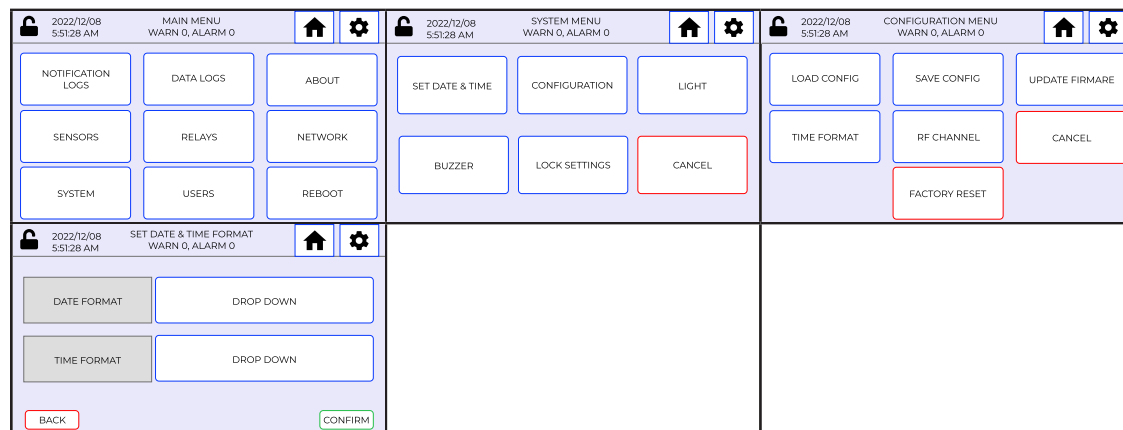 2022/12/08
5:51:28 AM
MAIN MENU
WARN 0, ALARM 0
NOTIFICATION
LOGS
DATA LOGS
ABOUT
SENSORS
RELAYS
NETWORK
SYSTEM
USERS
REBOOT
2022/12/08
5:51:28 AM
SYSTEM MENU
WARN 0, ALARM 0
SET DATE & TIME
CONFIGURATION
LIGHT
BUZZER
LOCK SETTINGS
CANCEL
2022/12/08
5:51:28 AM
CONFIGURATION MENU
WARN 0, ALARM 0
LOAD CONFIG
SAVE CONFIG
UPDATE FIRMARE
TIME FORMAT
RF CHANNEL
CANCEL
FACTORY RESET
2022/12/08
5:51:28 AM
SET DATE & TIME FORMAT
WARN 0, ALARM 0
DATE FORMAT
DROP DOWN
TIME FORMAT
DROP DOWN
BACK
CONFIRM